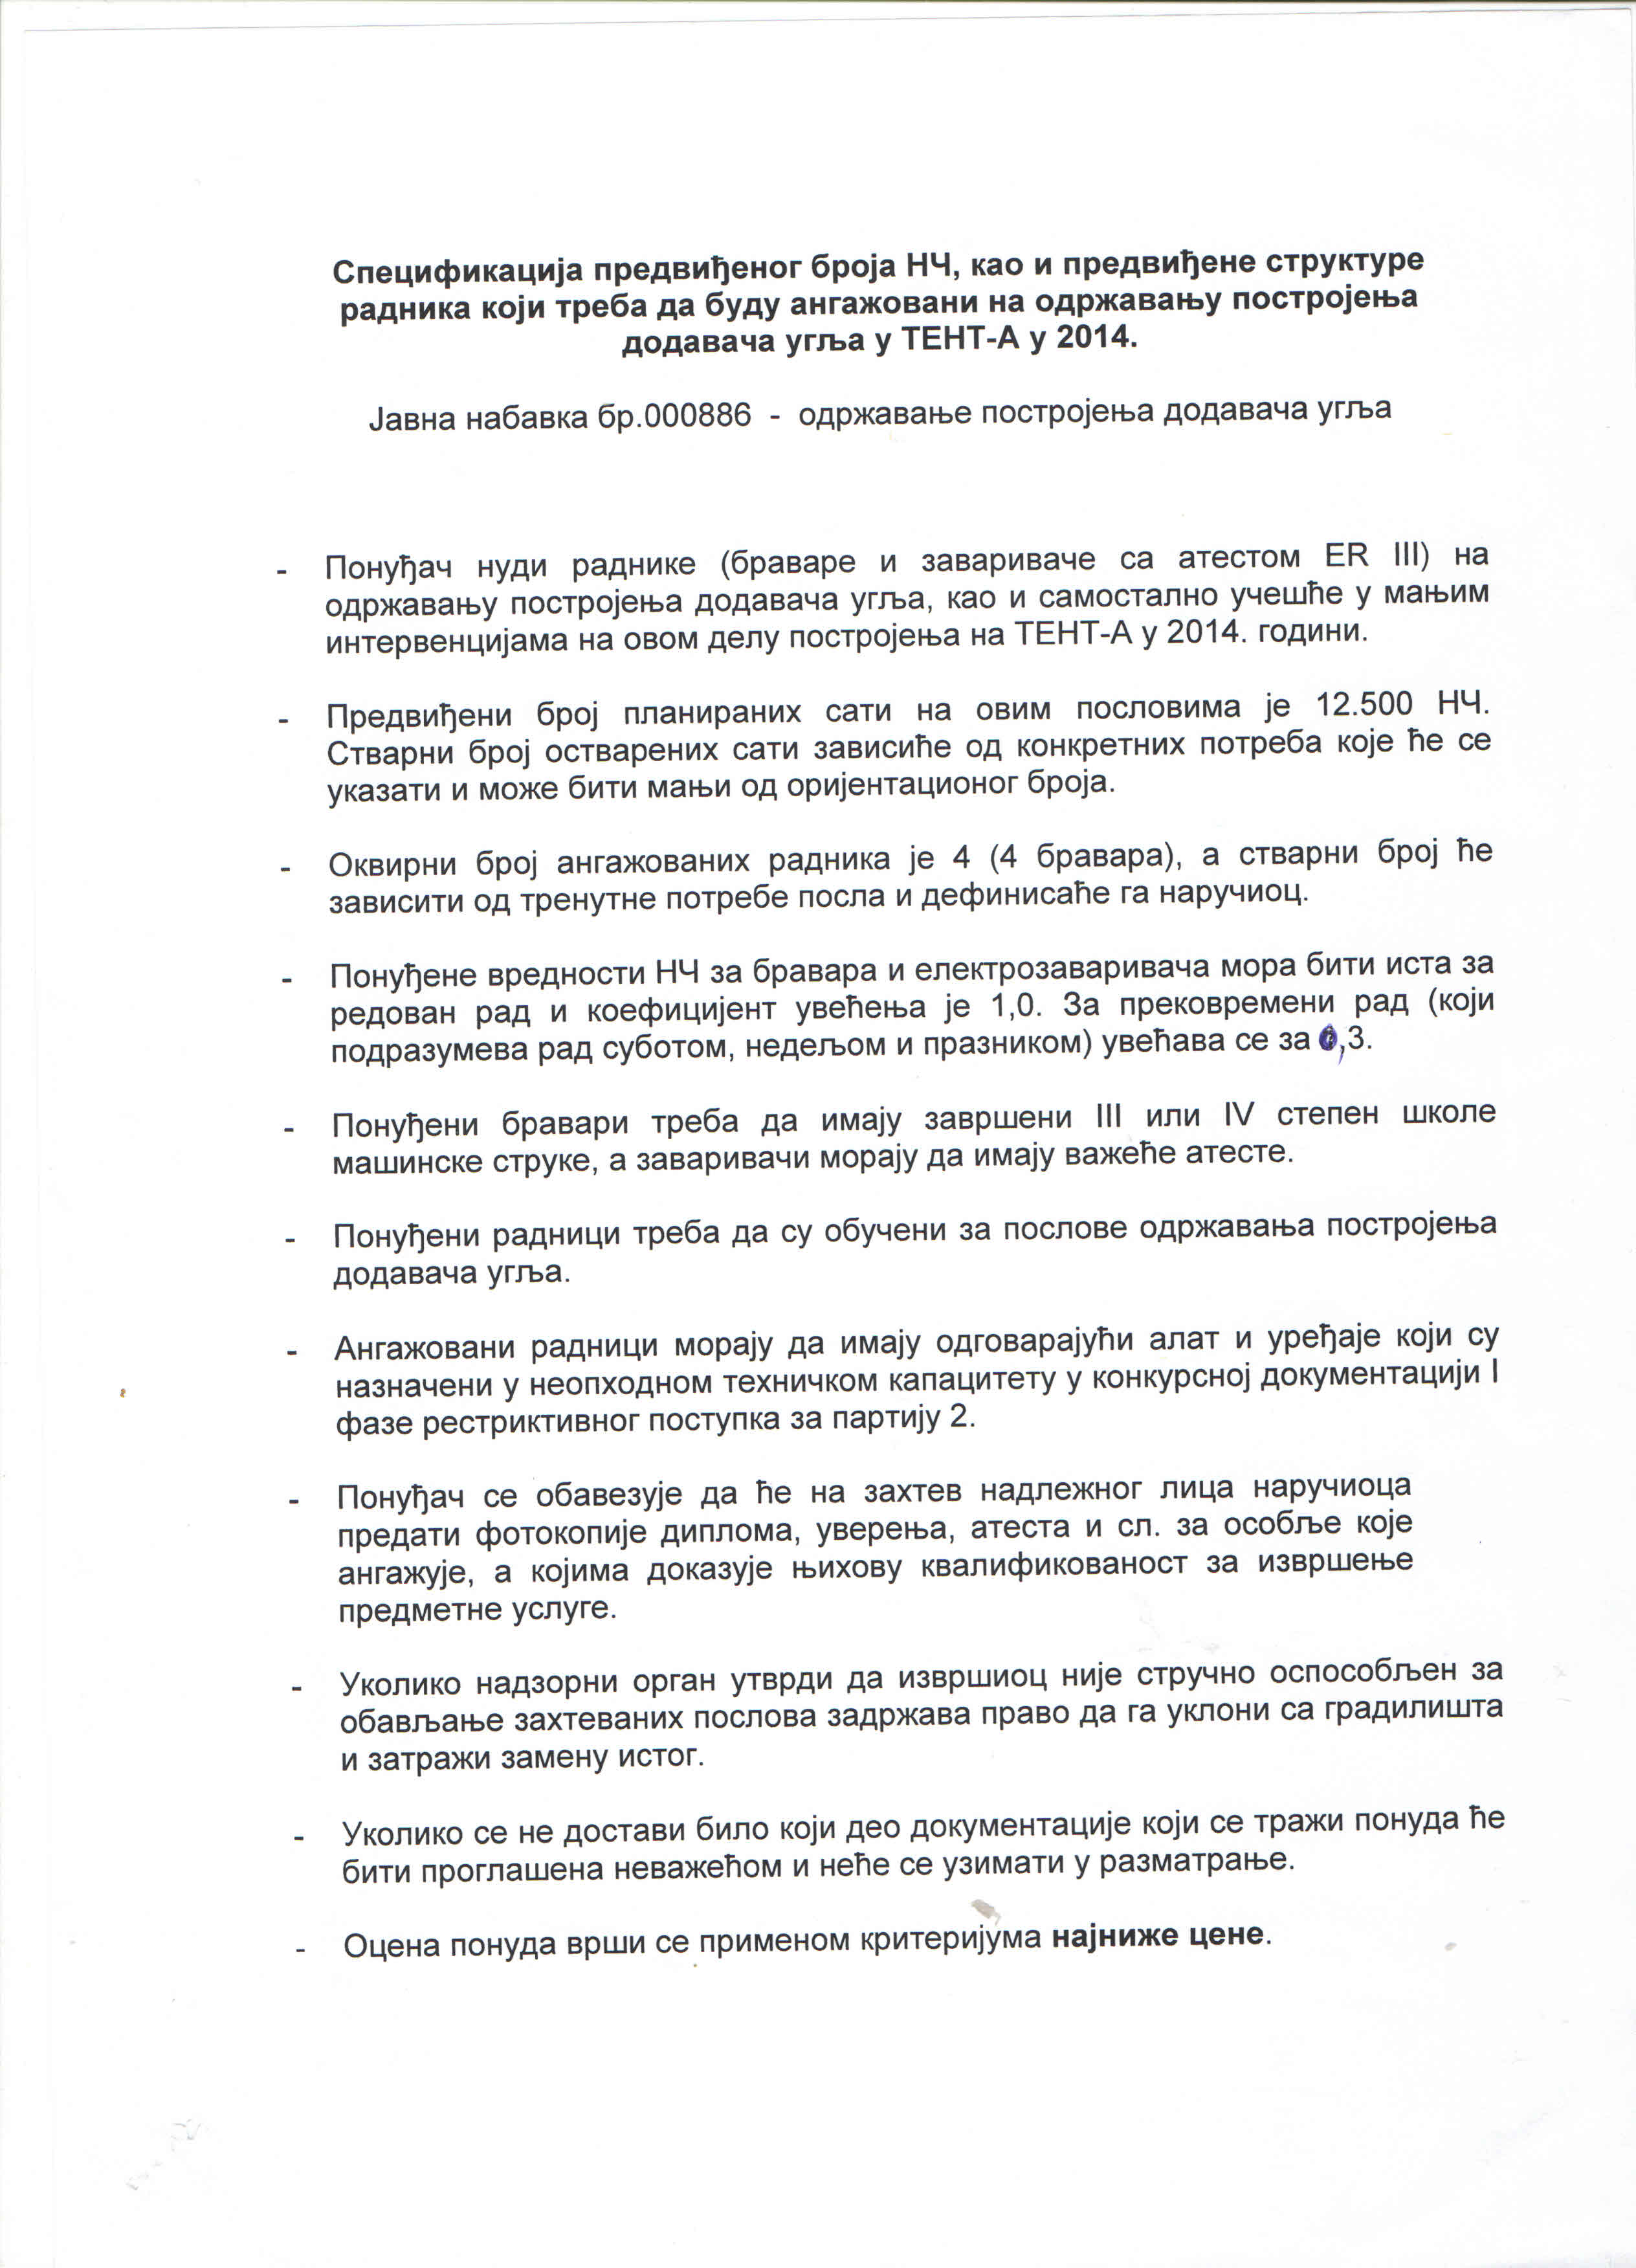 Спецификација предвиђеног броја НЧ, као и предвиђене структуре
радника који треба да буду ангажовани на одржавању постројења
додавача угља у ТЕНТ-А у 2014.
Јавна набавка бр.000886 - одржавање постројења додавача угља
- Понуђач нуди раднике (браваре и завариваче са атестом ER III) на
одржавању постројења додавача угља, као и самостално учешће у мањим
интервенцијама на овом делу постројења на ТЕНТ-А у 2014. години.
- Предвиђени број планираних сати на овим пословима је 12.500 НЧ.
Стварни број остварених сати зависиће од конкретних потреба које ће се
указати и може бити мањи од оријентационог броја.
- Оквирни број ангажованих радника је 4 (4 бравара), а стварни број ће
зависити од тренутне потребе посла и дефинисаће га наручиоц.
- Понуђене вредности НЧ за бравара и електрозаваривача мора бити иста за
редован рад и коефицијент увећења је 1,0. За прековремени рад (који
подразумева рад суботом, недељом и празником) увећава се за 0,3.
- Понуђени бравари треба да имају завршени III или IV степен школе
машинске струке, а заваривачи морају да имају важеће атесте.
- Понуђени радници треба да су обучени за послове одржавања постројења
додавача угља.
- Ангажовани радници морају да имају одговарајући алат и уређаје који су
назначени у неопходном техничком капацитету у конкурсној документацији I
фазе рестриктивног поступка за партију 2.
- Понуђач се обавезује да ће на захтев надлежног лица наручиоца
предати фотокопије диплома, уверења, атеста и сл. за особље које
ангажује, а којима доказује њихову квалификованост за извршење
предметне услуге.
- Уколико надзорни орган утврди да извршиоц није стручно оспособљен за
обављање захтеваних послова задржава право да га уклони са градилишта
и затражи замену истог.
- Уколико се не достави било који део документације који се тражи понуда ће
бити проглашена неважећом и неће се узимати у разматрање.
- Оцена понуда врши се применом критеријума најниже цене.